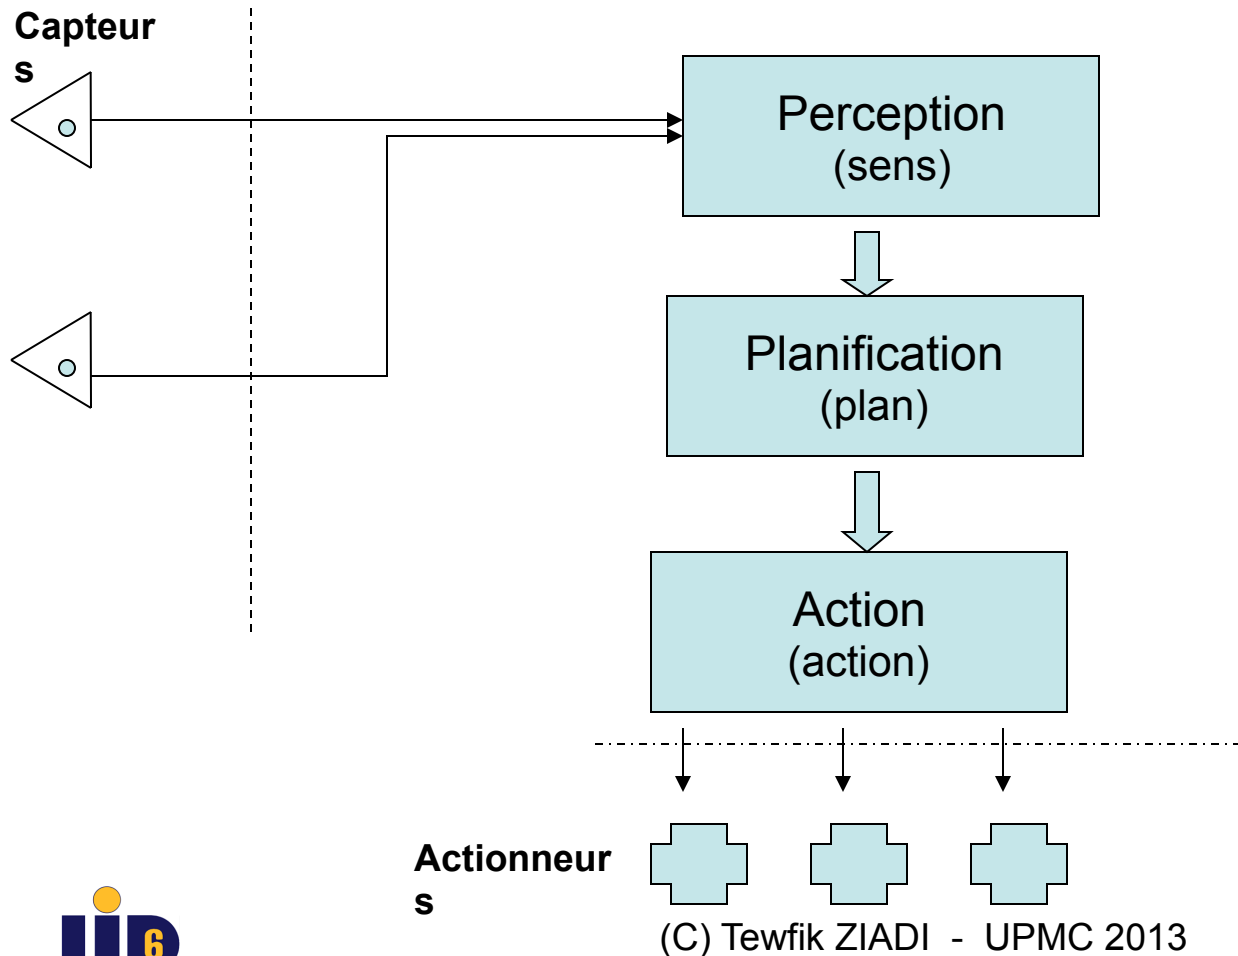 Capteur
s
Perception
(sens)
Planification
(plan)
Action
(action)
Actionneur
s
6
(C) Tewfik ZIADI - UPMC 2013